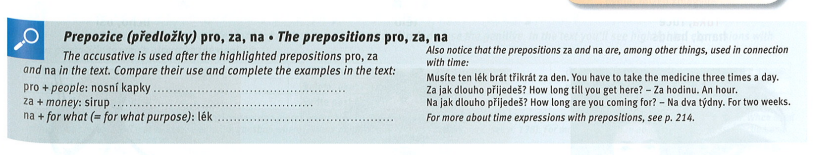 Prepozice (předložky) pro, za, na • The prepositions pro, za, na
The accusative is used after the highlighted prepositions pro, za
and na in the text. Compare their use and complete the examples in the text:
pro + people: nosní kapky ................................................
za + money: sirup ................................................
na + for what (= for what purpose): lék ................................................
Also notice that the prepositions za and na are, among other things, used in connection
with time:
Musíte ten lék brát třikrát za den. You have to take the medicine three times a day.
Za jak dlouho přijedeš? How long till you get here? – Za hodinu. An hour.
Na jak dlouho přijedeš? How long are you coming for? – Na dva týdny. For two weeks.
For more about time expressions with prepositions, see p. 214.